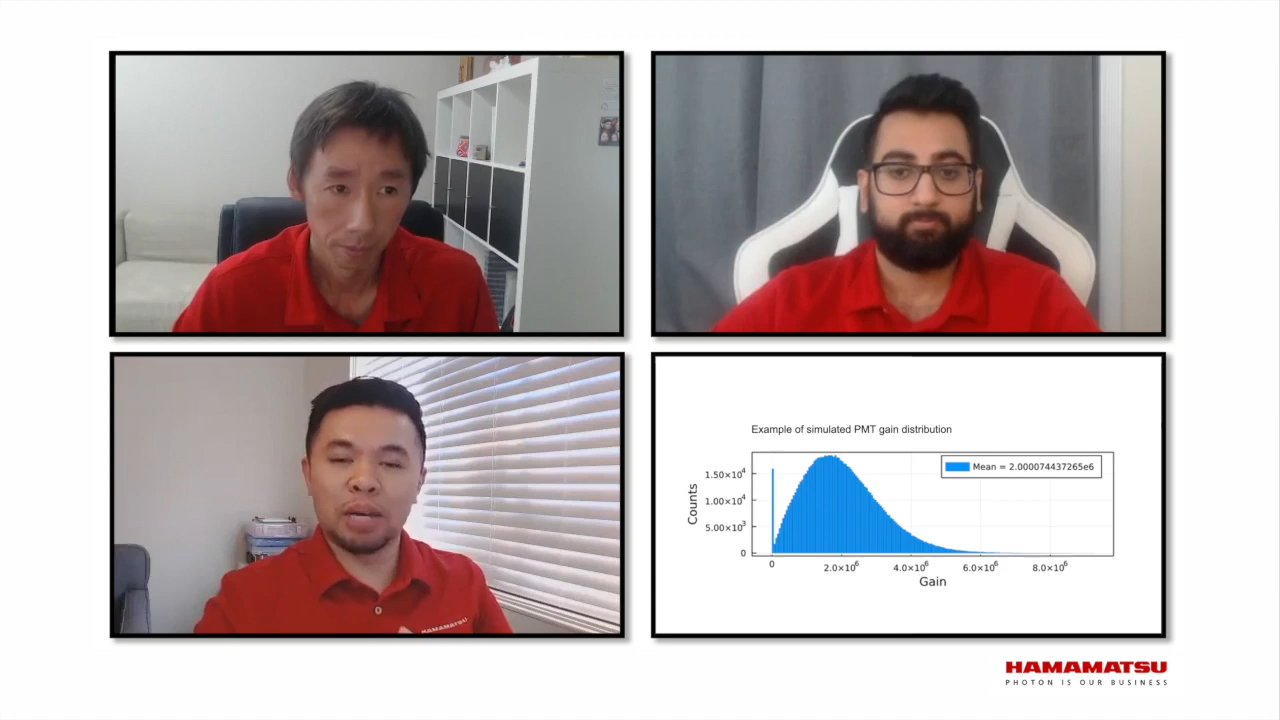 Example of simulated PMT gain distribution
Mean = 2.000074437265e6
1.50×10⁴
1.00×10⁴
5.00×10³
0
Counts
0
2.0×10⁶
4.0×10⁶
6.0×10⁶
8.0×10⁶
Gain
HAMAMATSU
HAMAMATSU
PHOTON IS OUR BUSINESS